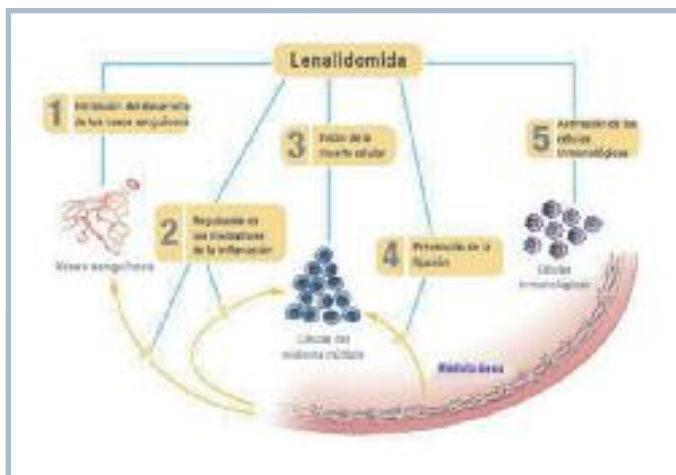 Lenalidomida
1
Inhibición del desarrollo
de los vasos sanguíneos
Vasos sanguíneos
2
Regulación de
los mediadores
de la inflamación
3
Inicio de la
muerte celular
Células del
mieloma múltiple
4
Prevención de la
fijación
5
Activación de las
células
inmunológicas
Células
inmunológicas
Médula ósea